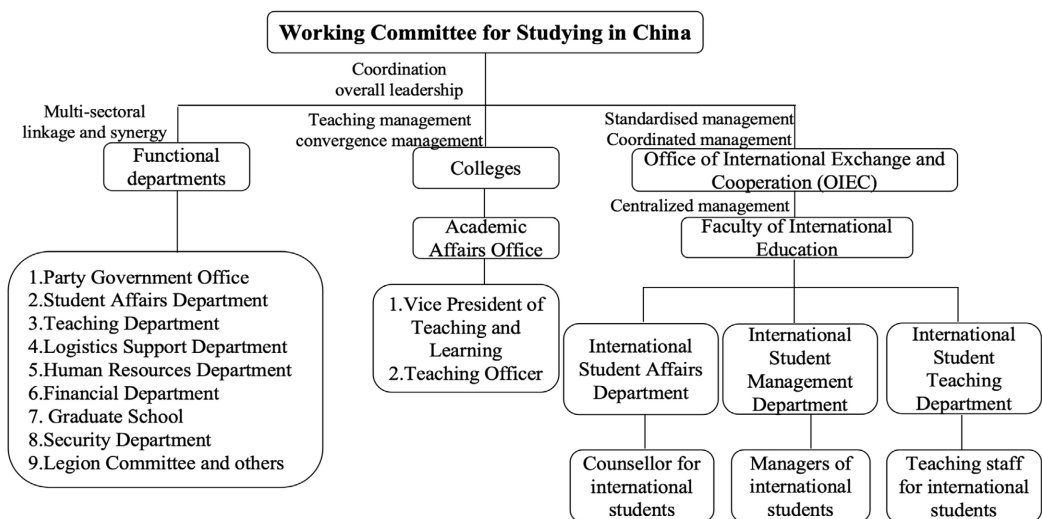 Working Committee for Studying in China
Coordination
overall leadership
Multi-sectoral
linkage and synergy
Functional
departments
1.Party Government Office
2.Student Affairs Department
3.Teaching Department
4.Logistics Support Department
5.Human Resources Department
6.Financial Department
7. Graduate School
8.Security Department
9.Legion Committee and others
Teaching management
convergence management
Colleges
Academic
Affairs Office
1.Vice President of
Teaching and
Learning
2.Teaching Officer
Standardised management
Coordinated management
Office of International Exchange and
Cooperation (OIEC)
Centralized management
Faculty of International
Education
International
Student Affairs
Department
International
Student
Management
Department
International
Student
Teaching
Department
Counsellor for
international
students
Managers of
international
students
Teaching staff
for international
students